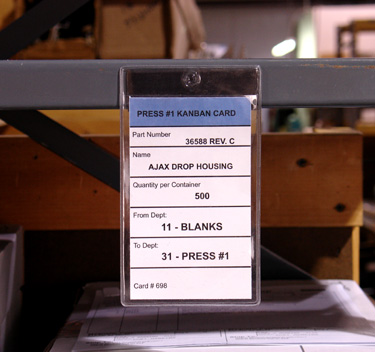 PRESS #1 KANBAN CARD
Part Number
36588 REV. C
Name
AJAX DROP HOUSING
Quantity per Container
500
From Dept:
11 - BLANKS
To Dept:
31 - PRESS #1
Card # 698